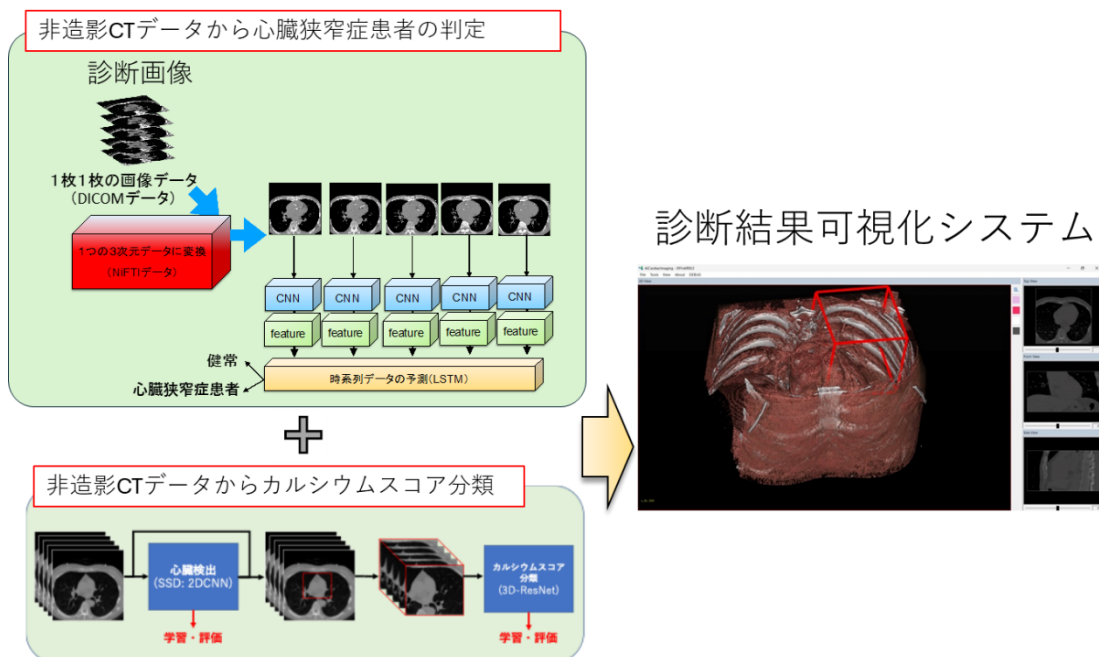 非造影CTデータから心臓狭窄症患者の判定
診断画像
1枚1枚の画像データ
(DICOMデータ)
1つの3次元データに変換
(NIFTIデータ)
CNN
CNN
CNN
CNN
CNN
feature
feature
feature
feature
feature
健常
心臓狭窄症患者
時系列データの予測(LSTM)
非造影CTデータからカルシウムスコア分類
心臓検出
(SSD: 2DCNN)
学習・評価
カルシウムスコア
分類
(3D-ResNet)
学習・評価
診断結果可視化システム
File Tools View About DEBUG